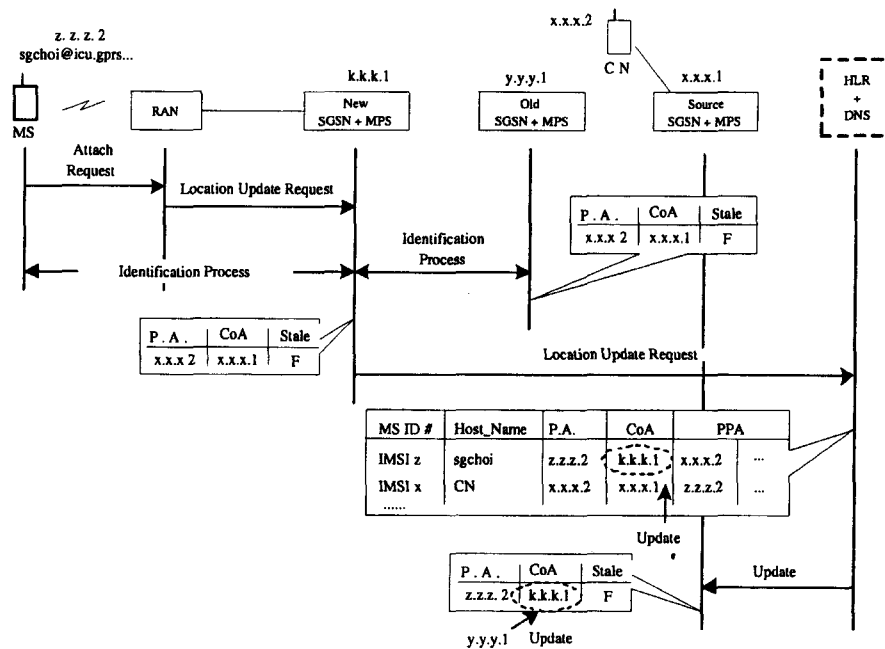 z. z. z. 2
sgchoi@icu.gprs...
x.x.x.2
C N
k.k.k.1
y.y.y.1
x.x.x.1
MS
RAN
New
SGSN + MPS
Old
SGSN + MPS
Source
SGSN + MPS
HLR
+
DNS
Attach
Request
Location Update Request
P . A . CoA Stale
x.x.x 2 x.x.x.1 F
Identification Process
Identification
Process
P . A . CoA Stale
x.x.x 2 x.x.x.1 F
Location Update Request
MS ID # Host_Name P.A. CoA PPA
IMSI z sgchoi z.z.z.2 k.k.k.1 x.x.x.2 ...
IMSI x CN x.x.x.2 x.x.x.1 z.z.z.2 ...
......
Update
P . A . CoA Stale
z.z.z. 2 k.k.k.1 F
Update
y.y.y.1 Update